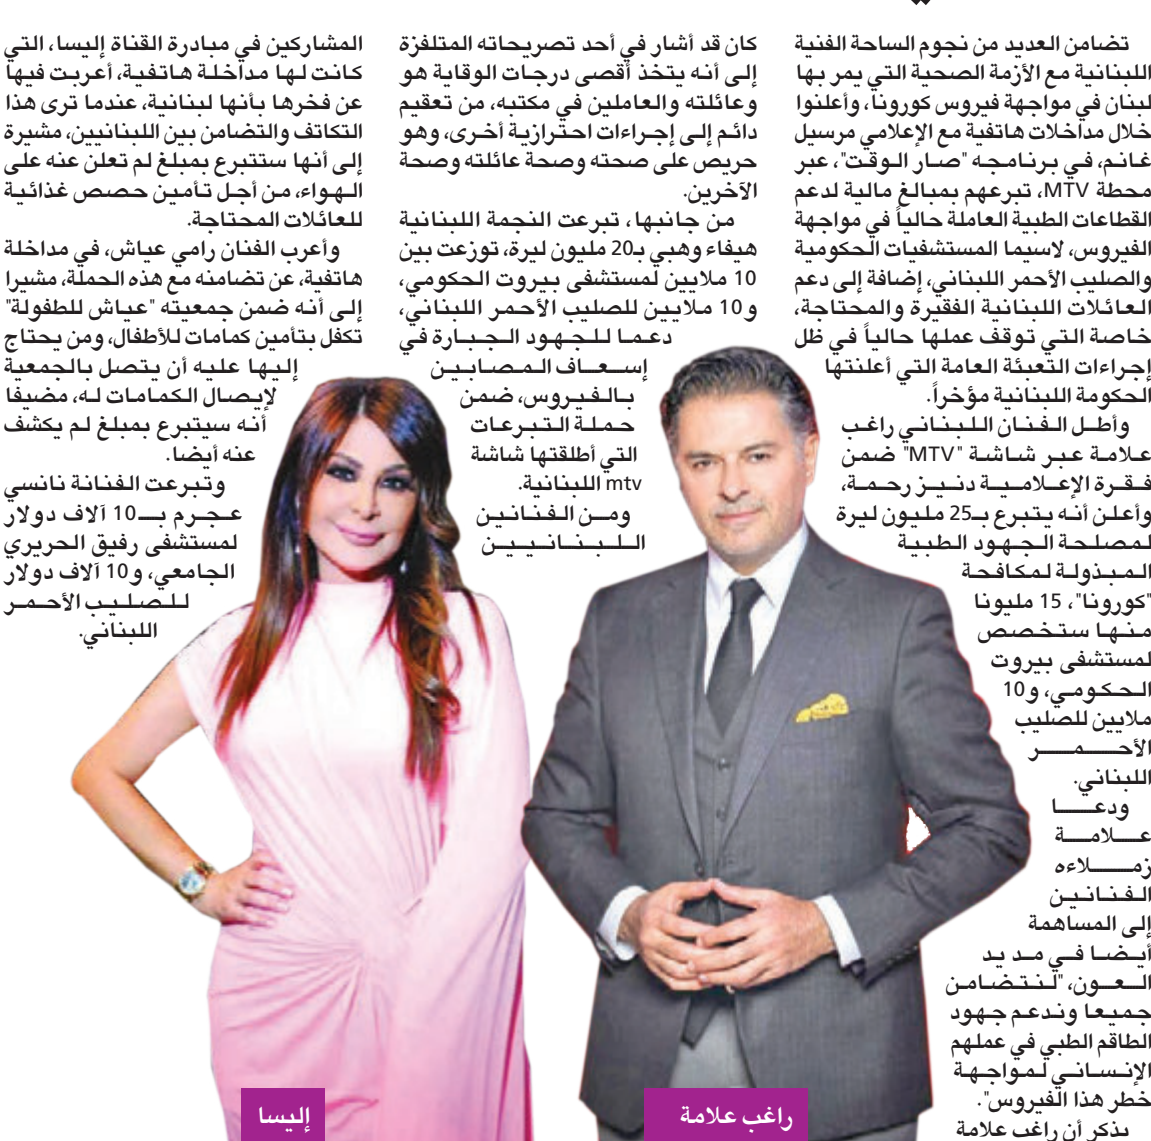 تضامن العديد من نجوم الساحة الفنية
اللبنانية مع الأزمة الصحية التي يمر بها
لبنان في مواجهة فيروس كورونا، وأعلنوا
خلال مداخلات هاتفية مع الإعلامي مرسيل
غانم، في برنامجه "صار الوقت"، عبر
محطة MTV، تبرعهم بمبالغ مالية لدعم
القطاعات الطبية العاملة حالياً في مواجهة
الفيروس، لاسيما المستشفيات الحكومية
والصليب الأحمر اللبناني، إضافة إلى دعم
العائلات اللبنانية الفقيرة والمحتاجة،
خاصة التي توقف عملها حالياً في ظل
إجراءات التعبئة العامة التي أعلنتها
الحكومة اللبنانية مؤخراً.
وأطل الفنان اللبناني راغب
علامة عبر شاشة "MTV" ضمن
فقرة الإعلامية دنيز رحمة،
وأعلن أنه يتبرع بـ25 مليون ليرة
لمصلحة الجهود الطبية
المبذولة لمكافحة
"كورونا"، 15 مليونا
منها ستخصص
لمستشفى بيروت
الحكومي، و10
ملايين للصليب
الأحمر
اللبناني.
ودعا
علامة
زملاءه
الفنانين
إلى المساهمة
أيضا في مد يد
العون، "لنتضامن
جميعا وندعم جهود
الطاقم الطبي في عملهم
الإنساني لمواجهة
خطر هذا الفيروس".
يذكر أن راغب علامة
كان قد أشار في أحد تصريحاته المتلفزة
إلى أنه يتخذ أقصى درجات الوقاية هو
وعائلته والعاملين في مكتبه، من تعقيم
دائم إلى إجراءات احترازية أخرى، وهو
حريص على صحته وصحة عائلته وصحة
الآخرين.
من جانبها، تبرعت النجمة اللبنانية
هيفاء وهبي بـ20 مليون ليرة، توزعت بين
10 ملايين لمستشفى بيروت الحكومي،
و10 ملايين للصليب الأحمر اللبناني،
دعما للجهود الجبارة في
إسعاف المصابين
بالفيروس، ضمن
حملة التبرعات
التي أطلقتها شاشة
mtv اللبنانية.
ومن الفنانين
اللبنانيين
المشاركين في مبادرة القناة إليسا، التي
كانت لها مداخلة هاتفية، أعربت فيها
عن فخرها بأنها لبنانية، عندما ترى هذا
التكاتف والتضامن بين اللبنانيين، مشيرة
إلى أنها ستتبرع بمبلغ لم تعلن عنه على
الهواء، من أجل تأمين حصص غذائية
للعائلات المحتاجة.
وأعرب الفنان رامي عياش، في مداخلة
هاتفية، عن تضامنه مع هذه الحملة، مشيرا
إلى أنه ضمن جمعيته "عياش للطفولة"
تكفل بتأمين كمامات للأطفال، ومن يحتاج
إليها عليه أن يتصل بالجمعية
لإيصال الكمامات له، مضيفا
أنه سيتبرع بمبلغ لم يكشف
عنه أيضا.
وتبرعت الفنانة نانسي
عجرم بـ10 آلاف دولار
لمستشفى رفيق الحريري
الجامعي، و10 آلاف دولار
للصليب الأحمر
اللبناني.
راغب علامة
إليسا